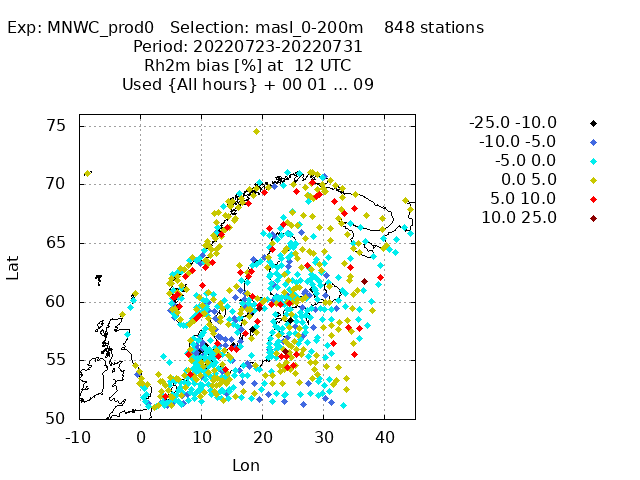 Exp: MNWC_prod0 Selection: masl_0-200m 848 stations
Period: 20220723-20220731
Rh2m bias [%] at 12 UTC
Used {All hours} + 00 01 ... 09
-25.0 -10.0
-10.0 -5.0
-5.0 0.0
0.0 5.0
5.0 10.0
10.0 25.0
75
70
65
60
55
50
Lat
-10 0 10 20 30 40
Lon